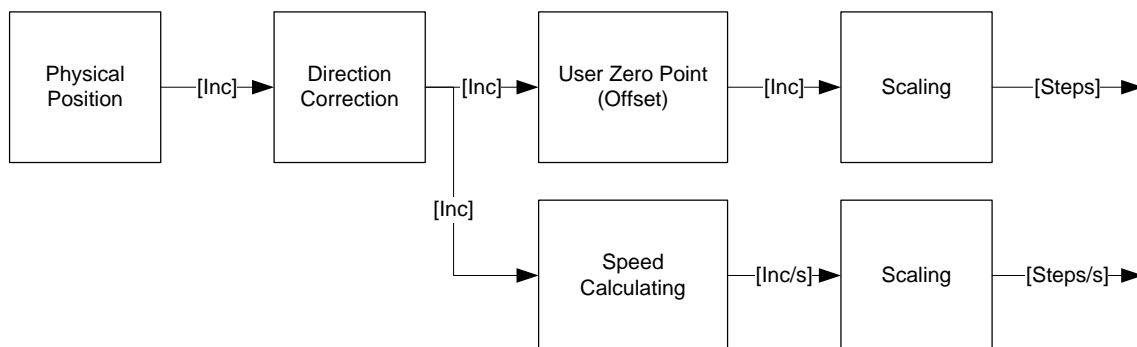 Physical
Position
[Inc]
Direction
Correction
[Inc]
User Zero Point
(Offset)
[Inc]
Scaling
[Steps]
[Inc]
Speed
Calculating
[Inc/s]
Scaling
[Steps/s]